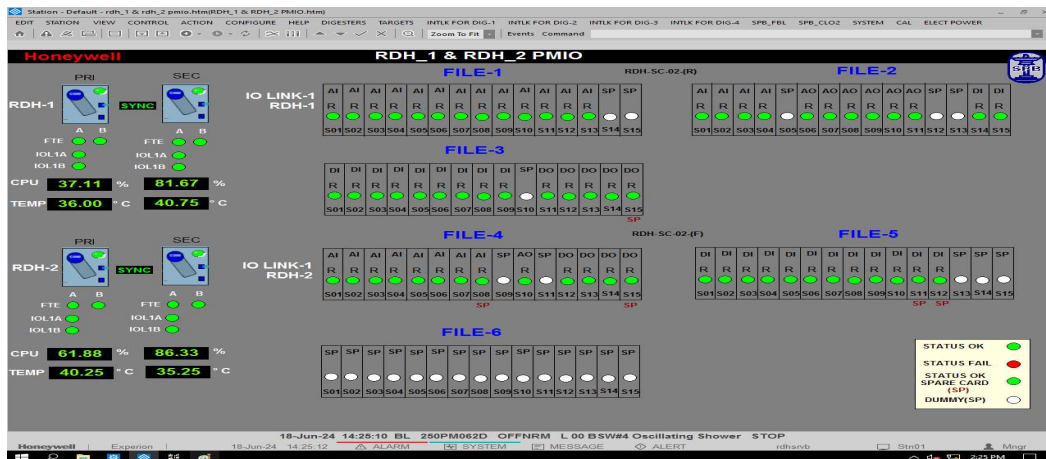 Station - Default - rdh_1 & rdh_2 pmio.htm(RDH_1 & RDH_2 PMIO.htm)
EDIT STATION VIEW CONTROL ACTION CONFIGURE HELP DIGESTERS TARGETS INTLK FOR DIG-1 INTLK FOR DIG-2 INTLK FOR DIG-3 INTLK FOR DIG-4 SPB_FBL SPB_CLO2 SYSTEM CAL ELECT POWER
Zoom To Fit Events Command
Honeywell RDH_1 & RDH_2 PMIO
SPB
PRI SEC FILE-1 RDH-SC-02-(R) FILE-2
RDH-1 SYNC IO LINK-1
RDH-1
AI AI AI AI AI AI AI AI AI AI AI AI AI SP SP AI AI AI AI SP AO AO AO AO AO AO SP SP DI DI
R R R R R R R R R R R R R R R R R R R R R R R R R
S01 S02 S03 S04 S05 S06 S07 S08 S09 S10 S11 S12 S13 S14 S15 S01 S02 S03 S04 S05 S06 S07 S08 S09 S10 S11 S12 S13 S14 S15
A B A B
FTE FTE
IOL1A IOL1A
IOL1B IOL1B
FILE-3
DI DI DI DI DI DI DI DI DI SP DO DO DO DO DO
R R R R R R R R R R R R R R
S01 S02 S03 S04 S05 S06 S07 S08 S09 S10 S11 S12 S13 S14 S15
SP
CPU 37.11 % 81.67 %
TEMP 36.00 ° C 40.75 ° C
PRI SEC FILE-4 RDH-SC-02-(F) FILE-5
RDH-2 SYNC IO LINK-1
RDH-2
AI AI AI AI AI AI AI AI SP AO SP DO DO DO DO DI DI DI DI DI DI DI DI DI DI DI DI SP SP SP
R R R R R R R R R R R R R R R R R R R R R R R R R
S01 S02 S03 S04 S05 S06 S07 S08 S09 S10 S11 S12 S13 S14 S15 S01 S02 S03 S04 S05 S06 S07 S08 S09 S10 S11 S12 S13 S14 S15
SP SP SP SP
A B A B
FTE FTE
IOL1A IOL1A
IOL1B IOL1B
FILE-6
SP SP SP SP SP SP SP SP SP SP SP SP SP SP SP
S01 S02 S03 S04 S05 S06 S07 S08 S09 S10 S11 S12 S13 S14 S15
CPU 61.88 % 86.33 %
TEMP 40.25 ° C 35.25 ° C
STATUS OK
STATUS FAIL
STATUS OK
SPARE CARD
(SP)
DUMMY(SP)
18-Jun-24 14:25:10 BL 250PM062D OFFNRM L 00 BSW#4 Oscillating Shower STOP
Honeywell Experion 18-Jun-24 14:25:12 ALARM SYSTEM MESSAGE ALERT rdhsrvb Stn01 Mngr
2:25 PM